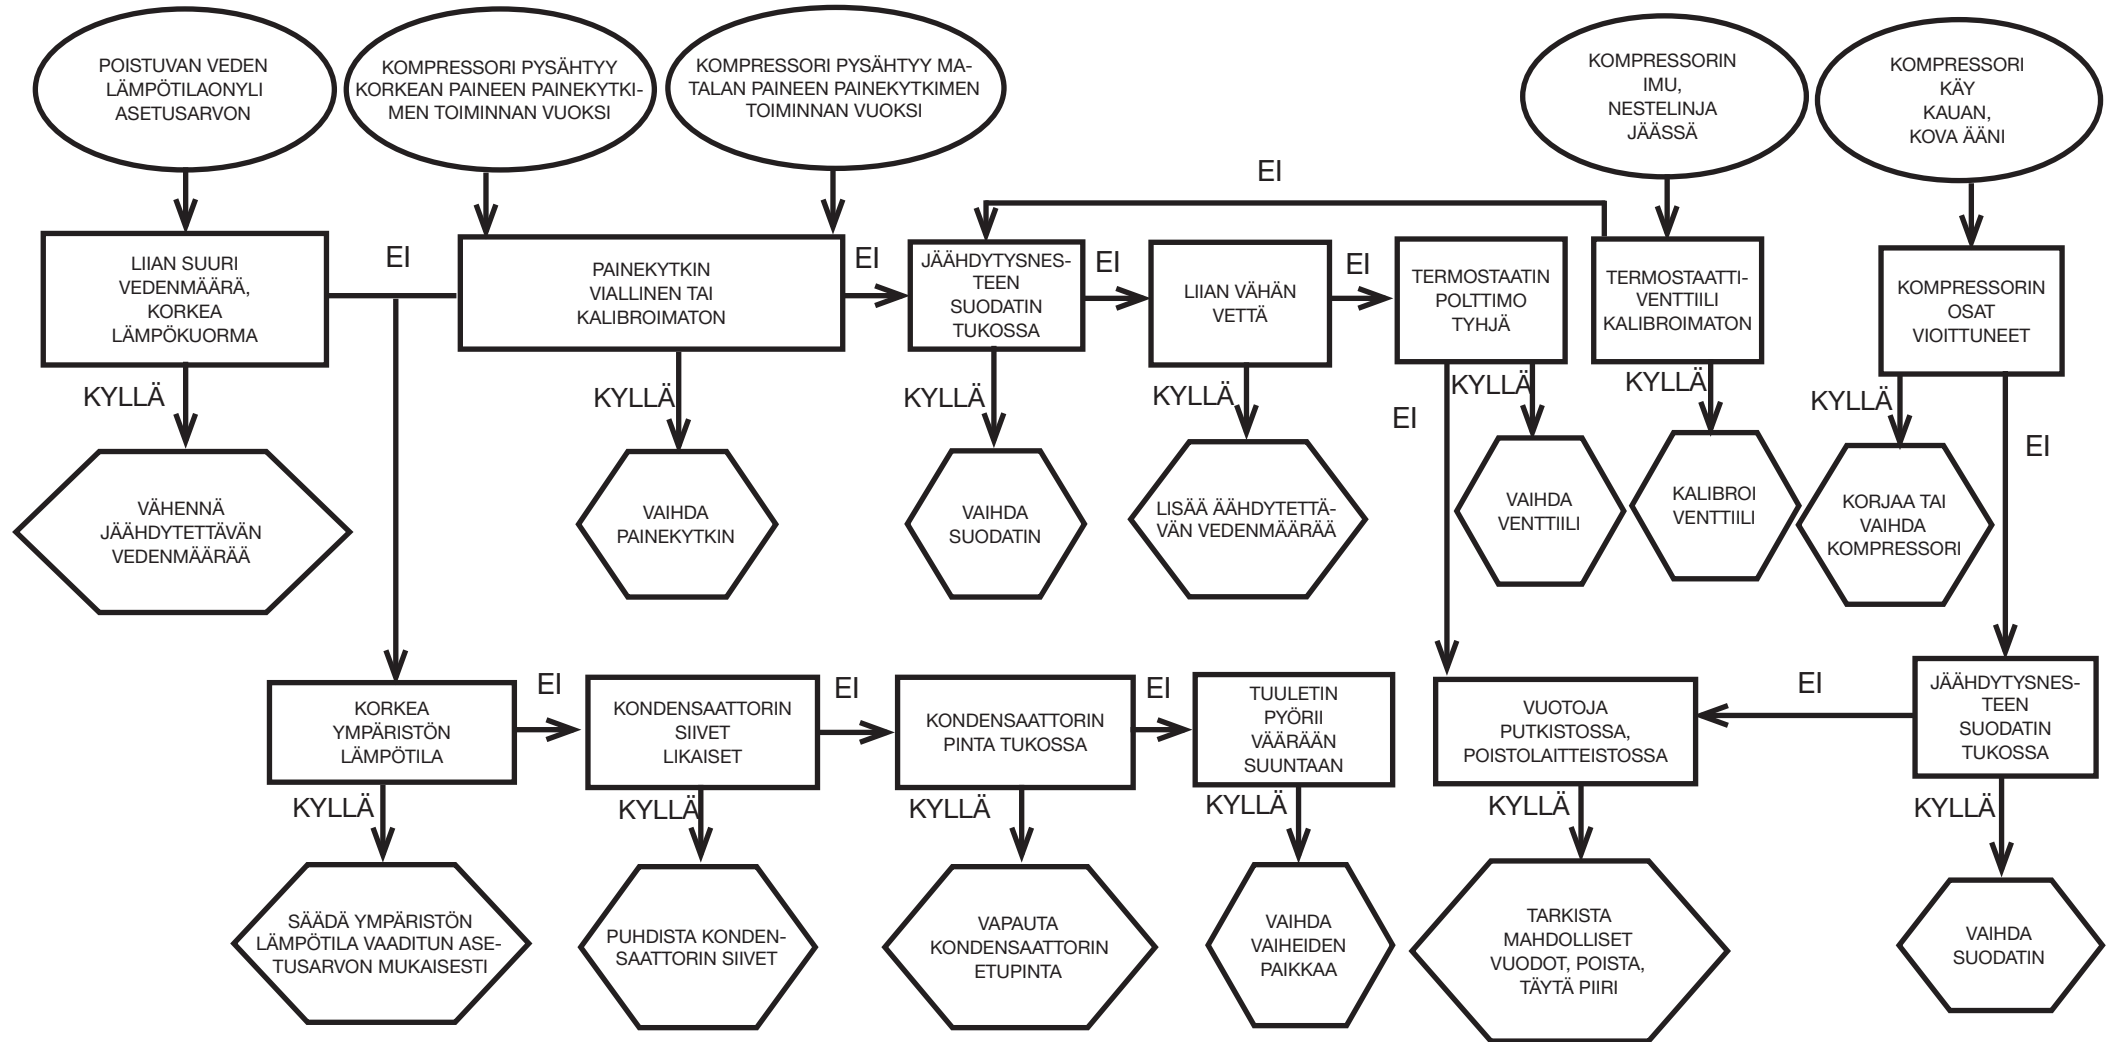 POISTUVAN VEDEN
LÄMPÖTILAONYLI
ASETUSARVON
KOMPRESSORI PYSÄHTYY
KORKEAN PAINEEN PAINEKYTKI-
MEN TOIMINNAN VUOKSI
KOMPRESSORI PYSÄHTYY MA-
TALAN PAINEEN PAINEKYTKIMEN
TOIMINNAN VUOKSI
KOMPRESSORIN
IMU,
NESTELINJA
JÄÄSSÄ
KOMPRESSORI
KÄY
KAUAN,
KOVA ÄÄNI
EI
LIIAN SUURI
VEDENMÄÄRÄ,
KORKEA
LÄMPÖKUORMA
EI
PAINEKYTKIN
VIALLINEN TAI
KALIBROIMATON
EI
JÄÄHDYTYSNES-
TEEN
SUODATIN
TUKOSSA
EI
LIIAN VÄHÄN
VETTÄ
EI
TERMOSTAATIN
POLTTIMO
TYHJÄ
TERMOSTAATTI-
VENTTIILI
KALIBROIMATON
KOMPRESSORIN
OSAT
VIOITTUNEET
KYLLÄ
KYLLÄ
KYLLÄ
KYLLÄ
EI
KYLLÄ
KYLLÄ
KYLLÄ
EI
VÄHENNÄ
JÄÄHDYTETTÄVÄN
VEDENMÄÄRÄÄ
VAIHDA
PAINEKYTKIN
VAIHDA
SUODATIN
LISÄÄ ÄÄHDYTETTÄ-
VÄN VEDENMÄÄRÄÄ
VAIHDA
VENTTIILI
KALIBROI
VENTTIILI
KORJAA TAI
VAIHDA
KOMPRESSORI
KORKEA
YMPÄRISTÖN
LÄMPÖTILA
EI
KONDENSAATTORIN
SIIVET
LIKAISET
EI
KONDENSAATTORIN
PINTA TUKOSSA
EI
TUULETIN
PYÖRII
VÄÄRÄÄN
SUUNTAAN
VUOTOJA
PUTKISTOSSA,
POISTOLAITTEISTOSSA
EI
JÄÄHDYTYSNES-
TEEN
SUODATIN
TUKOSSA
KYLLÄ
KYLLÄ
KYLLÄ
KYLLÄ
KYLLÄ
KYLLÄ
SÄÄDÄ YMPÄRISTÖN
LÄMPÖTILA VAADITUN ASE-
TUSARVON MUKAISESTI
PUHDISTA KONDEN-
SAATTORIN SIIVET
VAPAUTA
KONDENSAATTORIN
ETUPINTA
VAIHDA
VAIHEIDEN
PAIKKAA
TARKISTA
MAHDOLLISET
VUODOT, POISTA,
TÄYTÄ PIIRI
VAIHDA
SUODATIN